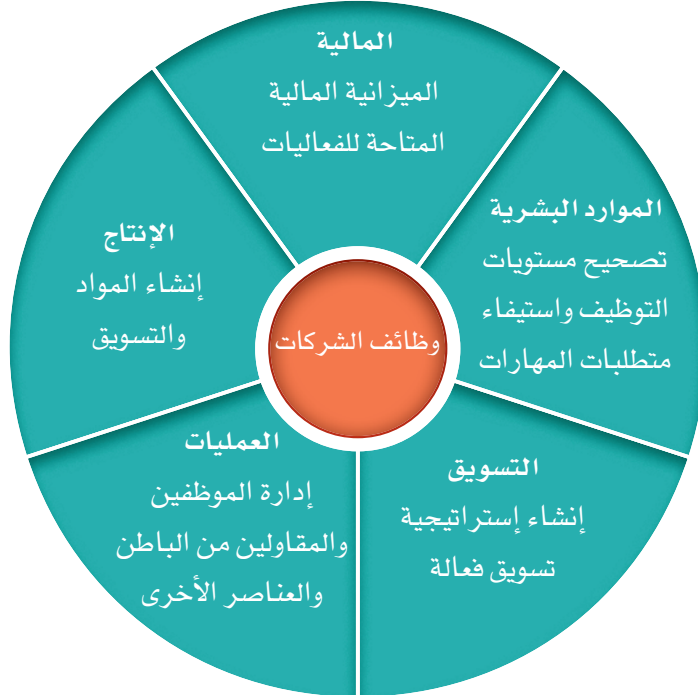 المالية
الميزانية المالية
المتاحة للفعاليات
الموارد البشرية
تصحيح مستويات
التوظيف واستيفاء
متطلبات المهارات
التسويق
إنشاء إستراتيجية
تسويق فعالة
العمليات
إدارة الموظفين
والمقاولين من الباطن
والعناصر الأخرى
الإنتاج
إنشاء المواد
والتسويق
وظائف الشركات